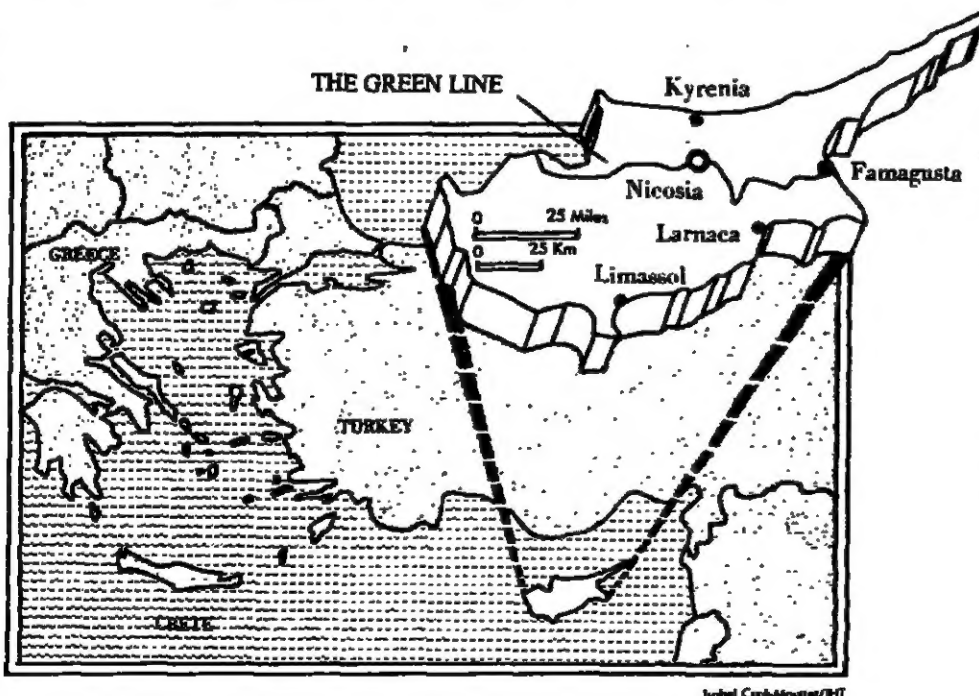 THE GREEN LINE
Kyrenia
Famagusta
Nicosia
0 25 Miles
0 25 Km
Larnaca
Limassol
GREECE
TURKEY
CRETE